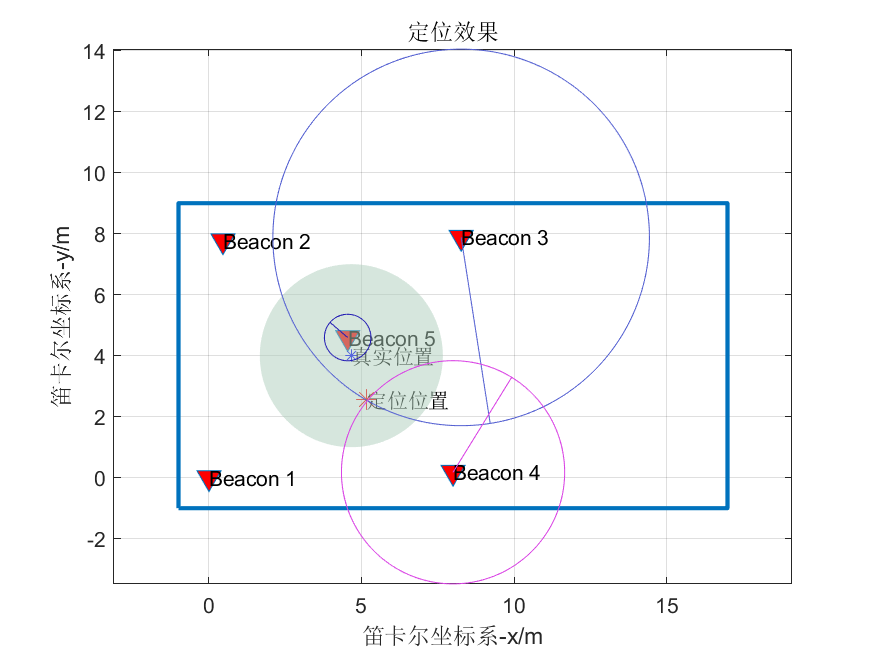 定位效果
14
12
10
8
6
4
2
0
-2
笛卡尔坐标系-y/m
Beacon 2
Beacon 3
Beacon 5
真实位置
定位位置
Beacon 1
Beacon 4
0
5
10
15
笛卡尔坐标系-x/m